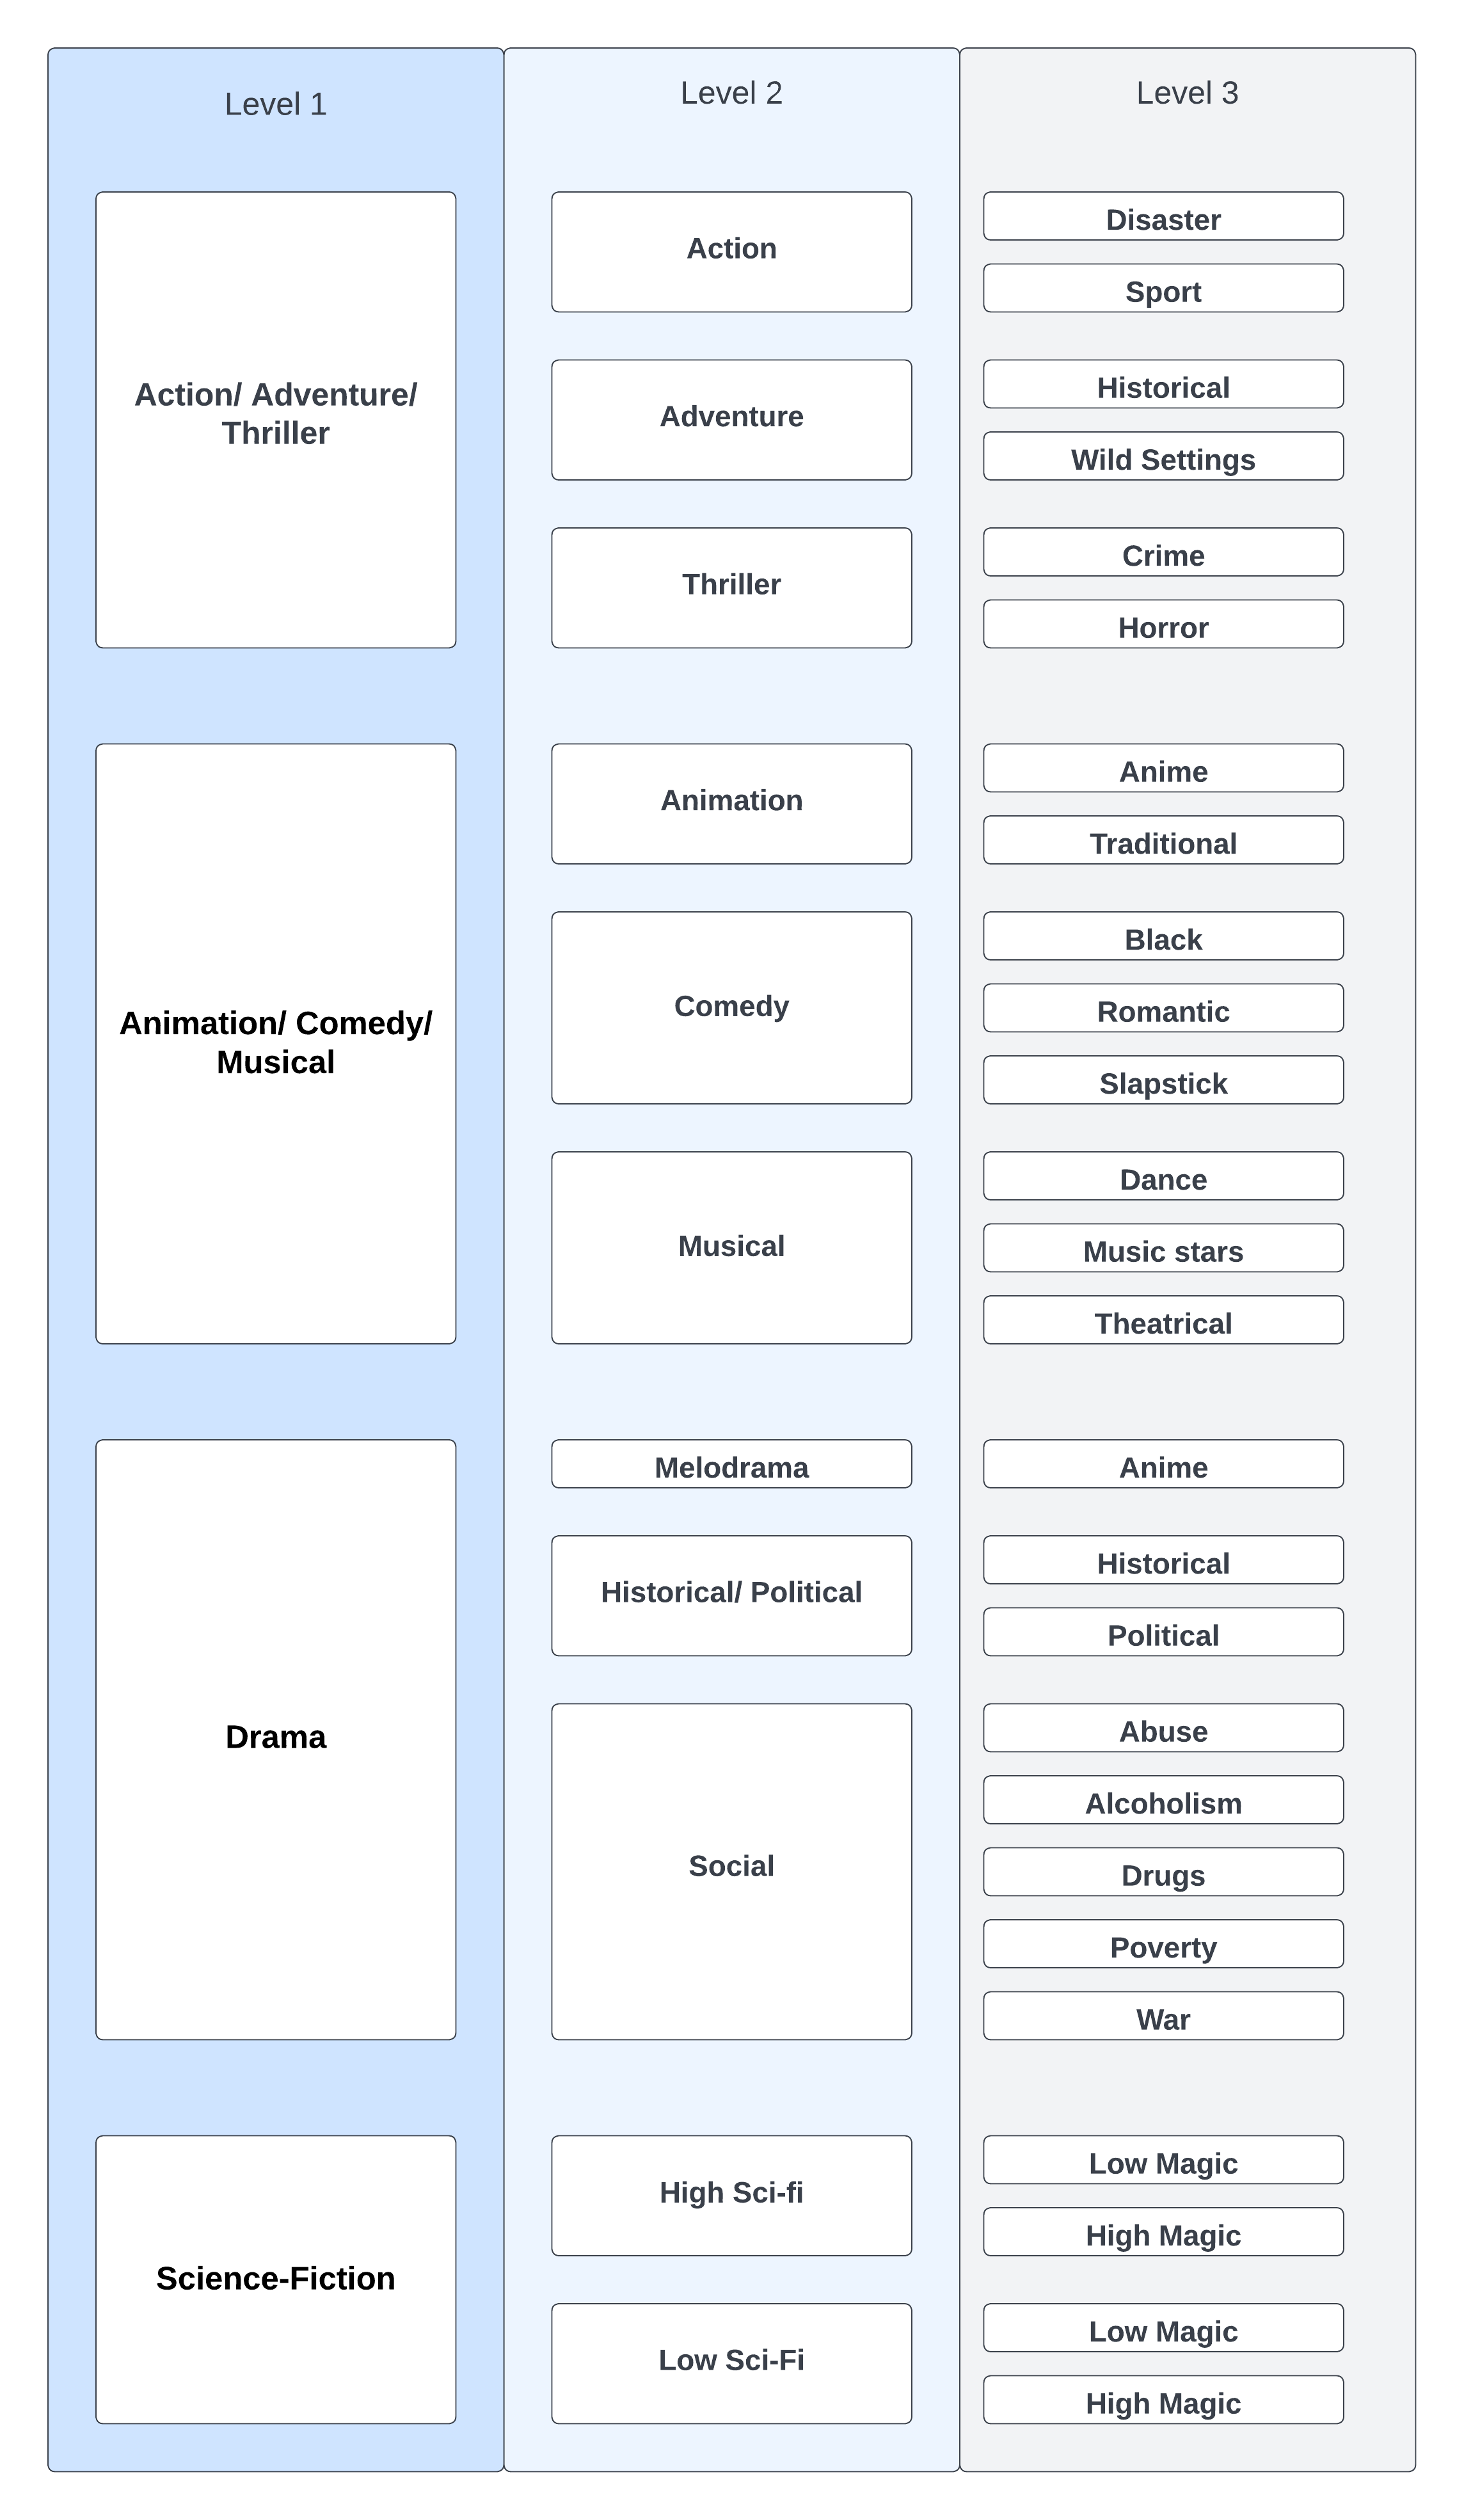 Level 1
Level 2
Level 3
Action/ Adventure/
Thriller
Action
Disaster
Sport
Adventure
Historical
Wild Settings
Thriller
Crime
Horror
Animation/ Comedy/
Musical
Animation
Anime
Traditional
Comedy
Black
Romantic
Slapstick
Musical
Dance
Music stars
Theatrical
Drama
Melodrama
Anime
Historical/ Political
Historical
Political
Social
Abuse
Alcoholism
Drugs
Poverty
War
Science-Fiction
High Sci-fi
Low Magic
High Magic
Low Sci-Fi
Low Magic
High Magic